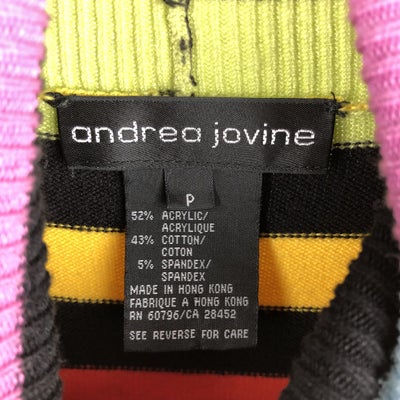 andrea jovine
P
52% ACRYLIC/
ACRYLIQUE
43% COTTON/
COTON
5% SPANDEX/
SPANDEX
MADE IN HONG KONG
FABRIQUE A HONG KONG
RN 60796/CA 28452
SEE REVERSE FOR CARE